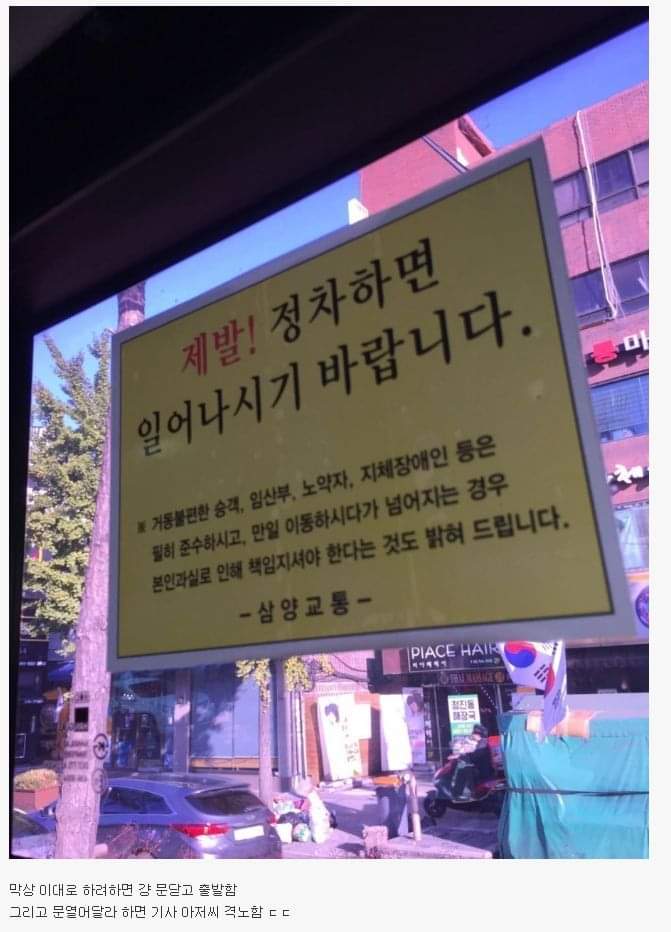 제발! 정차하면
일어나시기 바랍니다.
※ 거동불편한 승객, 임산부, 노약자, 지체장애인 등은
필히 준수하시고, 만일 이동하시다가 넘어지는 경우
본인과실로 인해 책임지셔야 한다는 것도 밝혀 드립니다.
- 삼양교통 -
PIACE HAIR
청진동
해장국
막상 이대로 하려하면 걍 문닫고 출발함
그리고 문열어달라 하면 기사 아저씨 격노함 ㄷㄷ